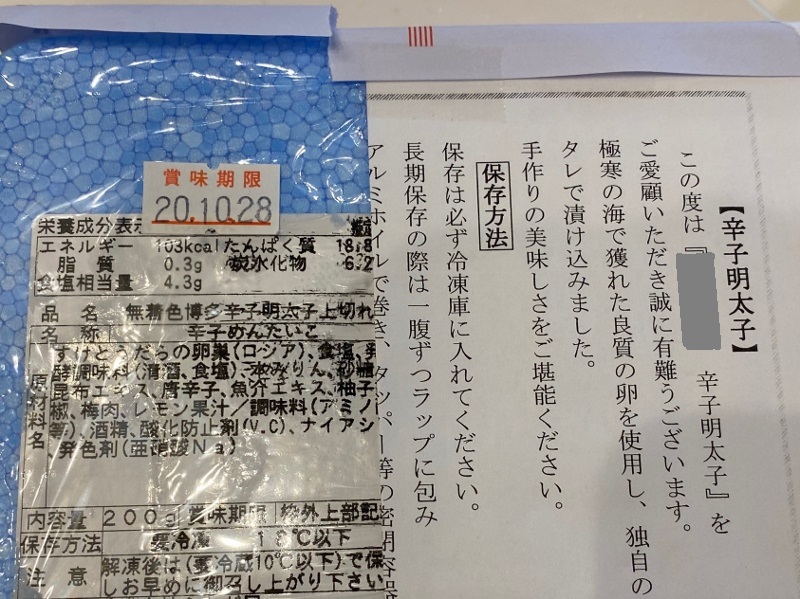 賞味期限
20.10.28
栄養成分表示
エネルギー 103kcal たんぱく質 18.8
脂質 0.3g 炭水化物 6.2
食塩相当量 4.3g
品名 無着色博多辛子明太子上切れ
名称 辛子めんたいこ
原材料名
すけとうだらの卵巣(ロシア)、食塩、発
酵調味料(清酒、食塩)、本みりん、砂糖
昆布エキス、唐辛子、魚介エキス、柚子
椒、梅肉、レモン果汁/調味料(アミノ
等)、酒精、酸化防止剤(V.C)、ナイアシ
、発色剤(亜硝酸Na)
内容量 200g 賞味期限 枠外上部記
保存方法 要冷凍 18℃以下
注意
解凍後は(要冷蔵10℃以下)で保
しお早めに御召し上がり下さい
【辛子明太子】
この度は『 辛子明太子』を
ご愛顧いただき誠に有難うございます。
極寒の海で獲れた良質の卵を使用し、独自の
タレで漬け込みました。
手作りの美味しさをご堪能ください。
保存方法
保存は必ず冷凍庫に入れてください。
長期保存の際は一腹ずつラップに包み
アルミホイルで巻き、タッパー等の密閉容器